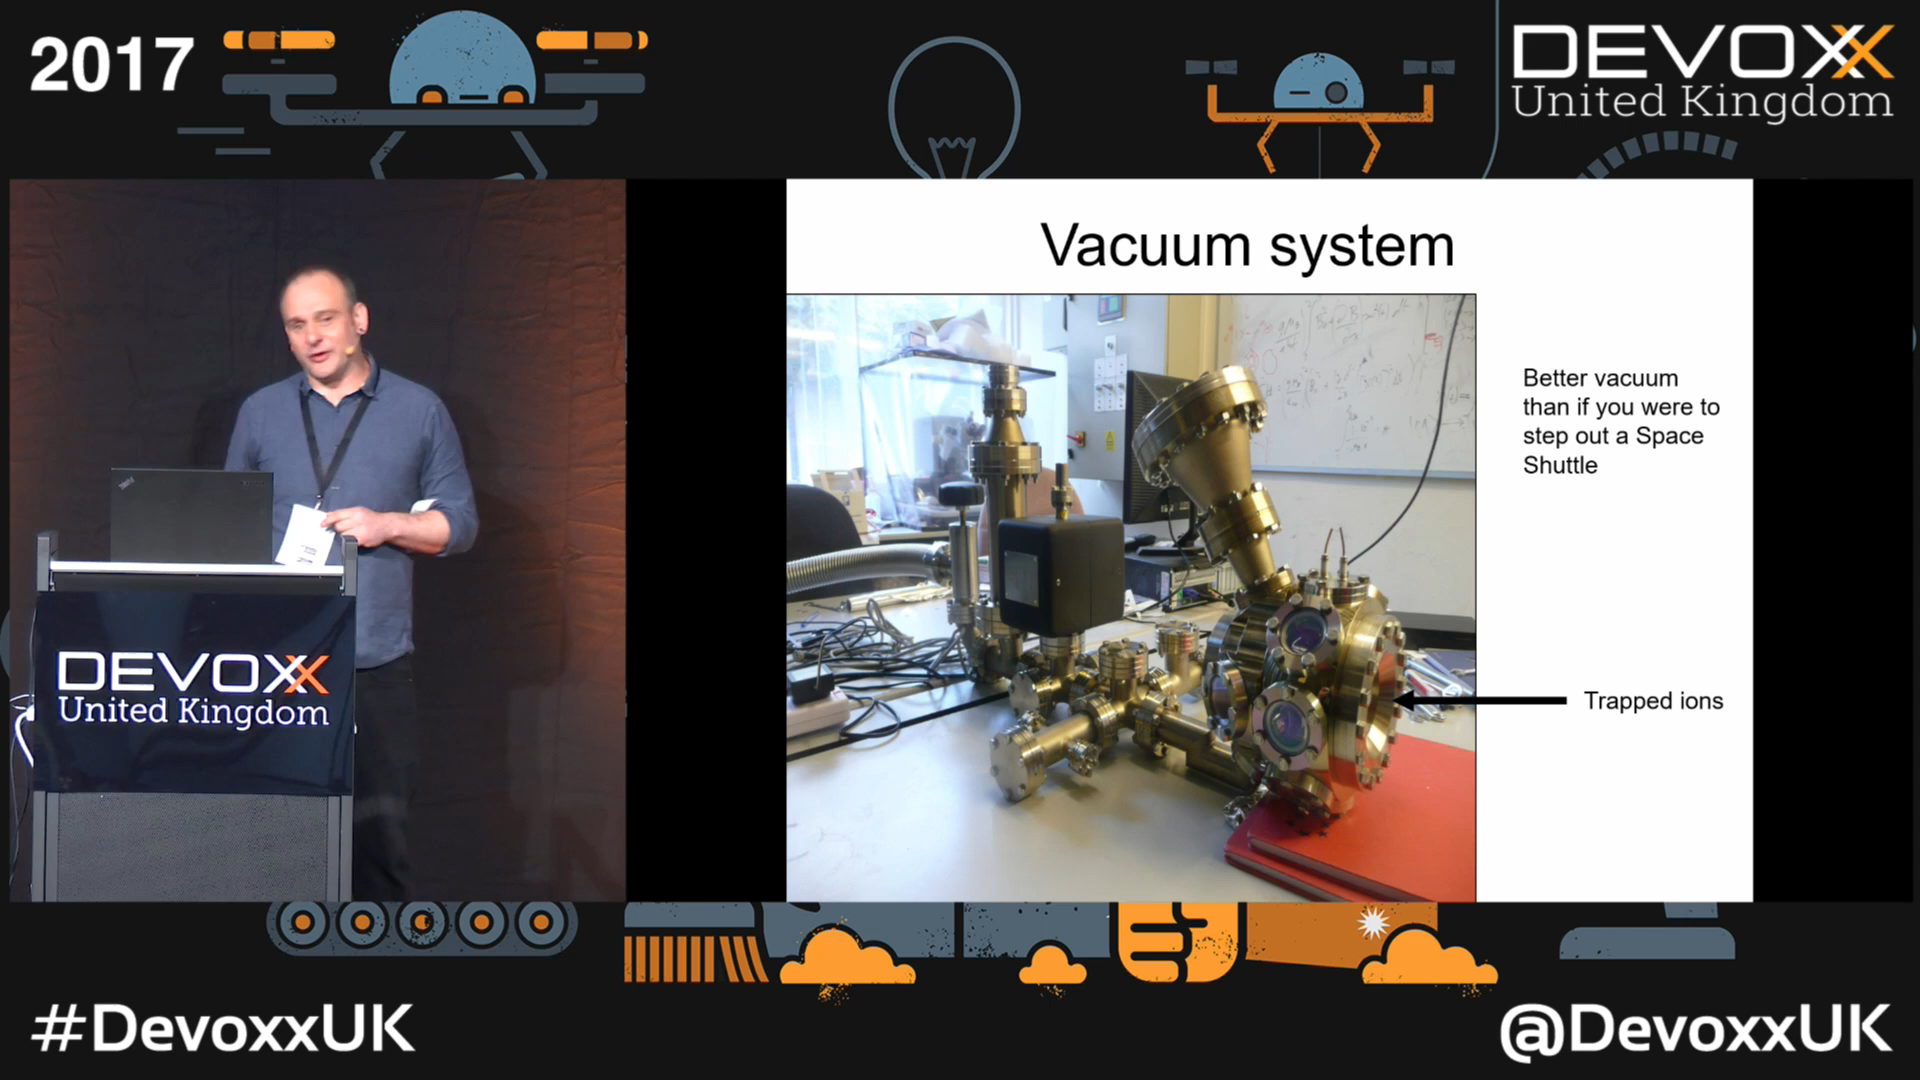 2017
DEVOXX
United Kingdom
Vacuum system
Better vacuum
than if you were to
step out a Space
Shuttle
Trapped ions
DEVOXX
United Kingdom
#DevoxxUK
@DevoxxUK